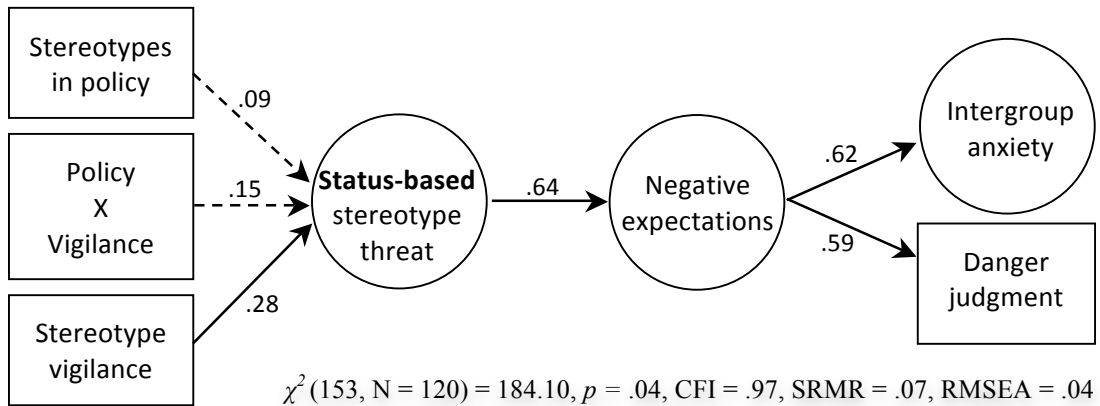 Stereotypes
in policy
.09
Policy
X
Vigilance
.15
Stereotype
vigilance
.28
Status-based
stereotype
threat
.64
Negative
expectations
.62
.59
Intergroup
anxiety
Danger
judgment
χ² (153, N = 120) = 184.10, p = .04, CFI = .97, SRMR = .07, RMSEA = .04